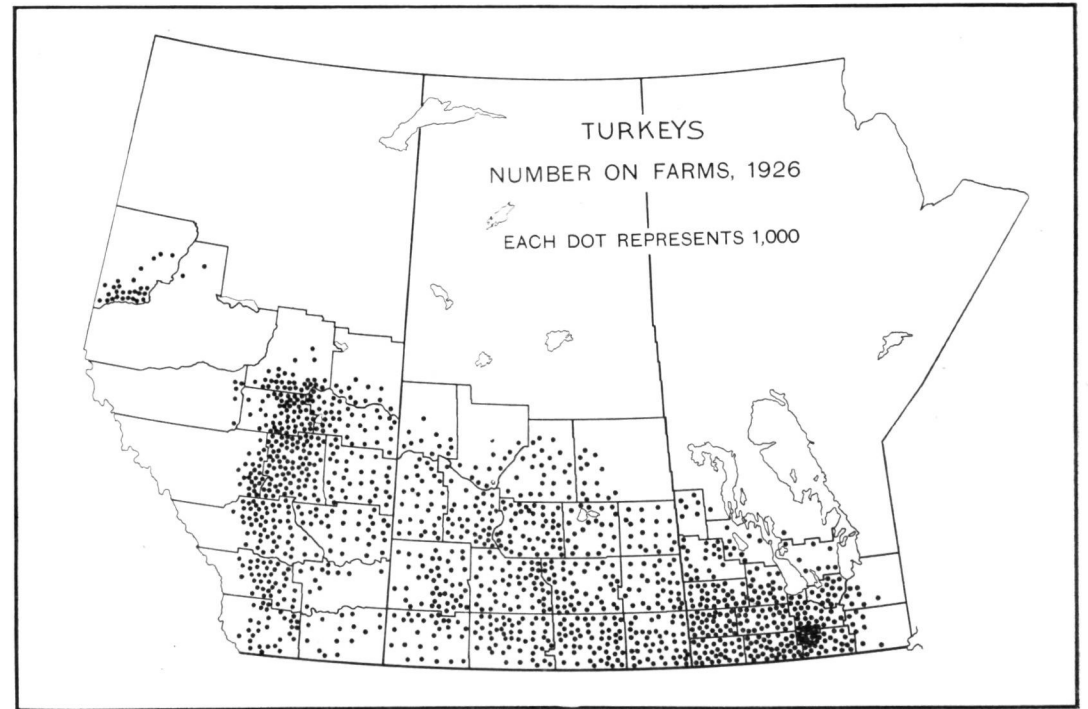 TURKEYS
NUMBER ON FARMS, 1926
EACH DOT REPRESENTS 1,000